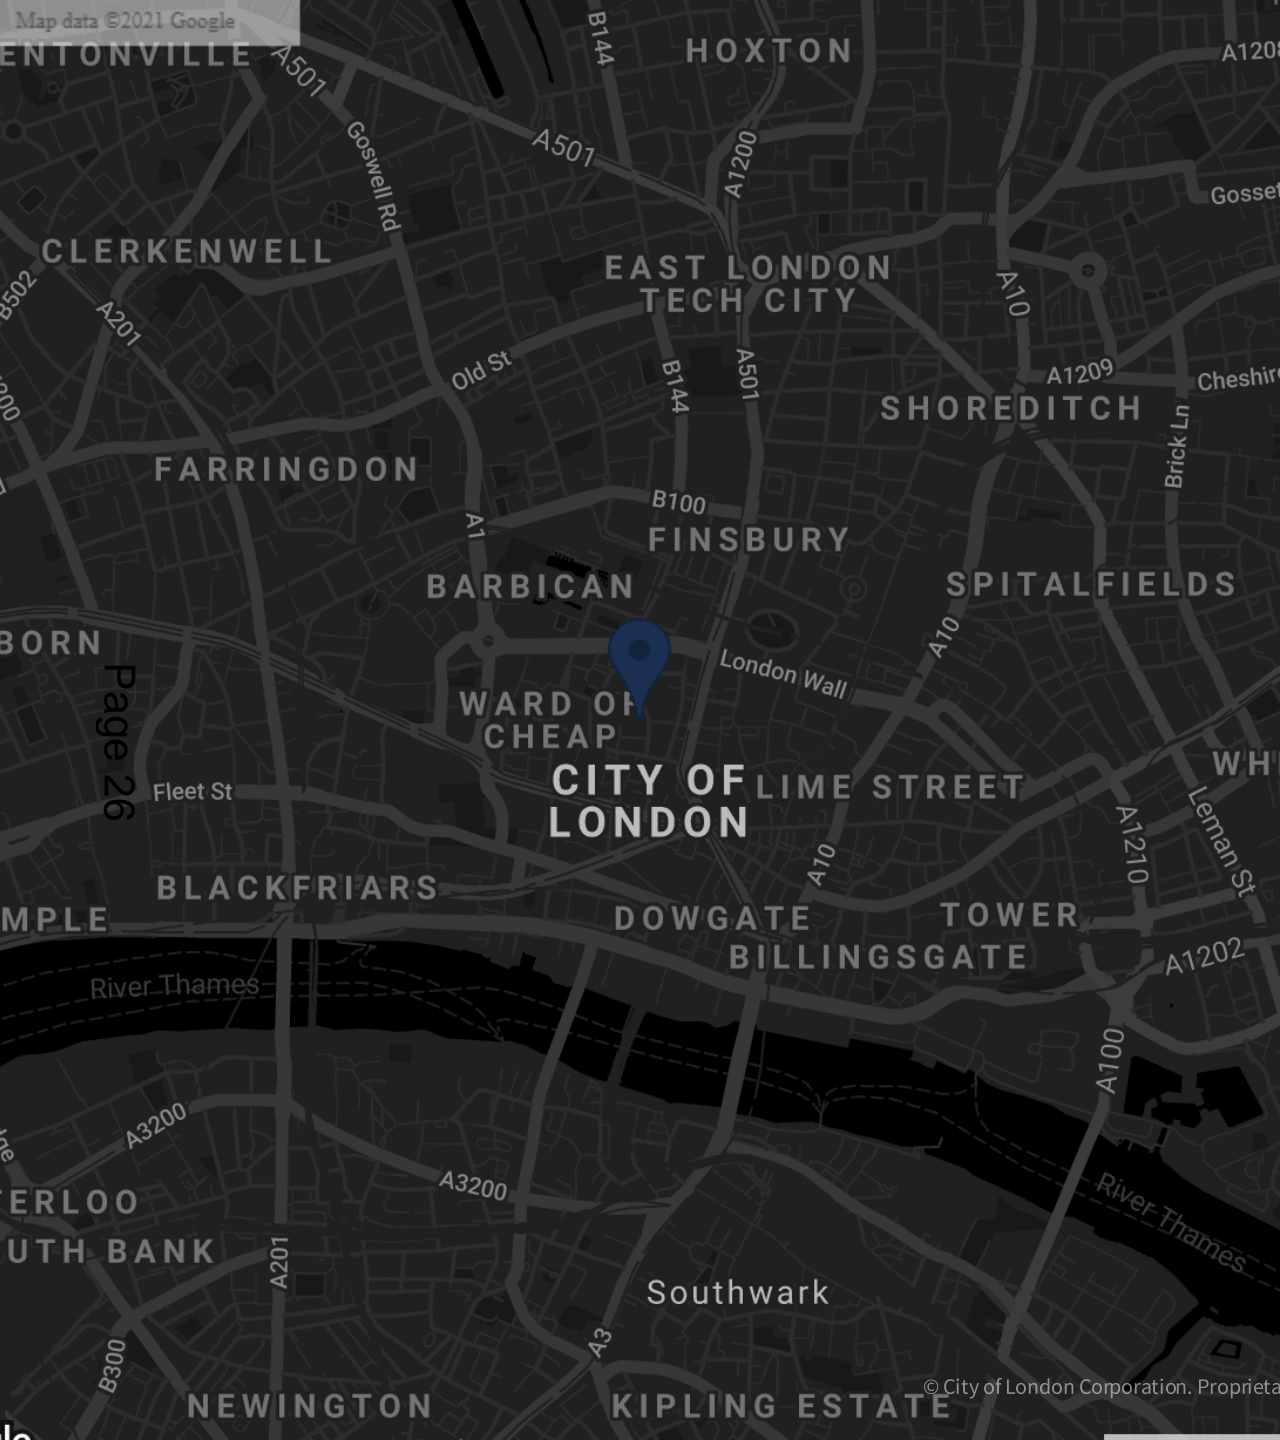 Map data ©2021 Google
ENTONVILLE
A501
B144
HOXTON
A1208
Goswell Rd
A501
A1200
Gosset
CLERKENWELL
B502
A201
EAST LONDON
TECH CITY
A10
Old St
B144
A501
A1209
Cheshire
SHOREDITCH
Brick Ln
FARRINGDON
B100
A1
FINSBURY
BARBICAN
SPITALFIELDS
A10
BORN
London Wall
Page 26
WARD OF
CHEAP
CITY OF
LONDON
LIME STREET
WHI
Fleet St
Leman St
A1210
A10
BLACKFRIARS
MPLE
DOWGATE
TOWER
BILLINGSGATE
A1202
River Thames
A100
A3200
A3200
River Thames
ERLOO
UTH BANK
A201
Southwark
A3
B300
© City of London Corporation. Proprieta
NEWINGTON
KIPLING ESTATE